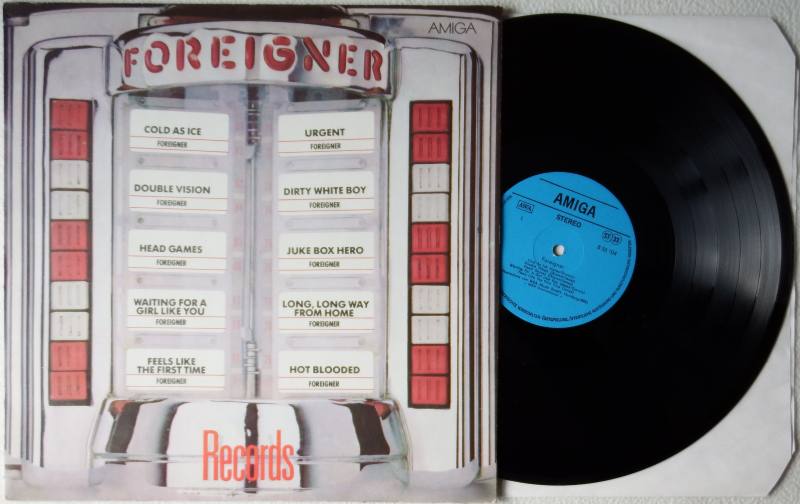 FOREIGNER
AMIGA
COLD AS ICE
FOREIGNER
DOUBLE VISION
FOREIGNER
HEAD GAMES
FOREIGNER
WAITING FOR A
GIRL LIKE YOU
FOREIGNER
FEELS LIKE
THE FIRST TIME
FOREIGNER
URGENT
FOREIGNER
DIRTY WHITE BOY
FOREIGNER
JUKE BOX HERO
FOREIGNER
LONG, LONG WAY
FROM HOME
FOREIGNER
HOT BLOODED
FOREIGNER
Records
AMIGA
STEREO
33
Foreigner